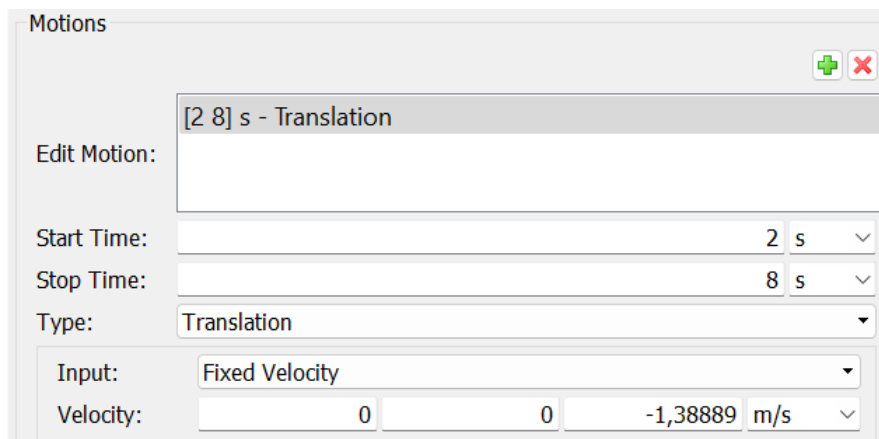 Motions
[2 8] s - Translation
Edit Motion:
Start Time: 2 s
Stop Time: 8 s
Type: Translation
Input: Fixed Velocity
Velocity: 0 0 -1,38889 m/s